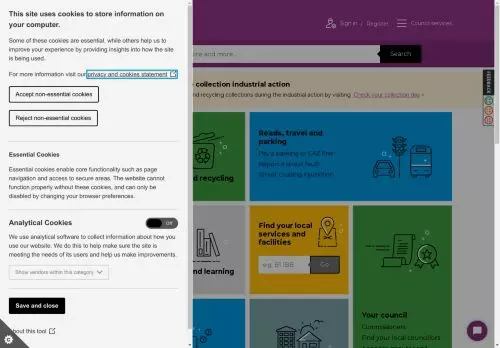 This site uses cookies to store information on
your computer.
Some of these cookies are essential, while others help us to
improve your experience by providing insights into how the site
is being used.
For more information visit our privacy and cookies statement
Accept non-essential cookies
Reject non-essential cookies
Essential Cookies
Essential cookies enable core functionality such as page
navigation and access to secure areas. The website cannot
function properly without these cookies, and can only be
disabled by changing your browser preferences.
Analytical Cookies
Off
We use analytical software to collect information about how you
use our website. We do this to help make sure the site is
meeting the needs of its users and help us make improvements.
Show vendors within this category
Save and close
About this tool
Sign in / Register
Council services
more and cookies...
Search
collection industrial action
and recycling collections during the industrial action by visiting Check your collection day
FEEDBACK
nd recycling
Roads, travel and
parking
Pay a parking or CAZ fine
Report a street fault
nd learning
Find your local
services and
facilities
e.g. B1 1BB
Go
Your council
Commissioners
Find your local councillors